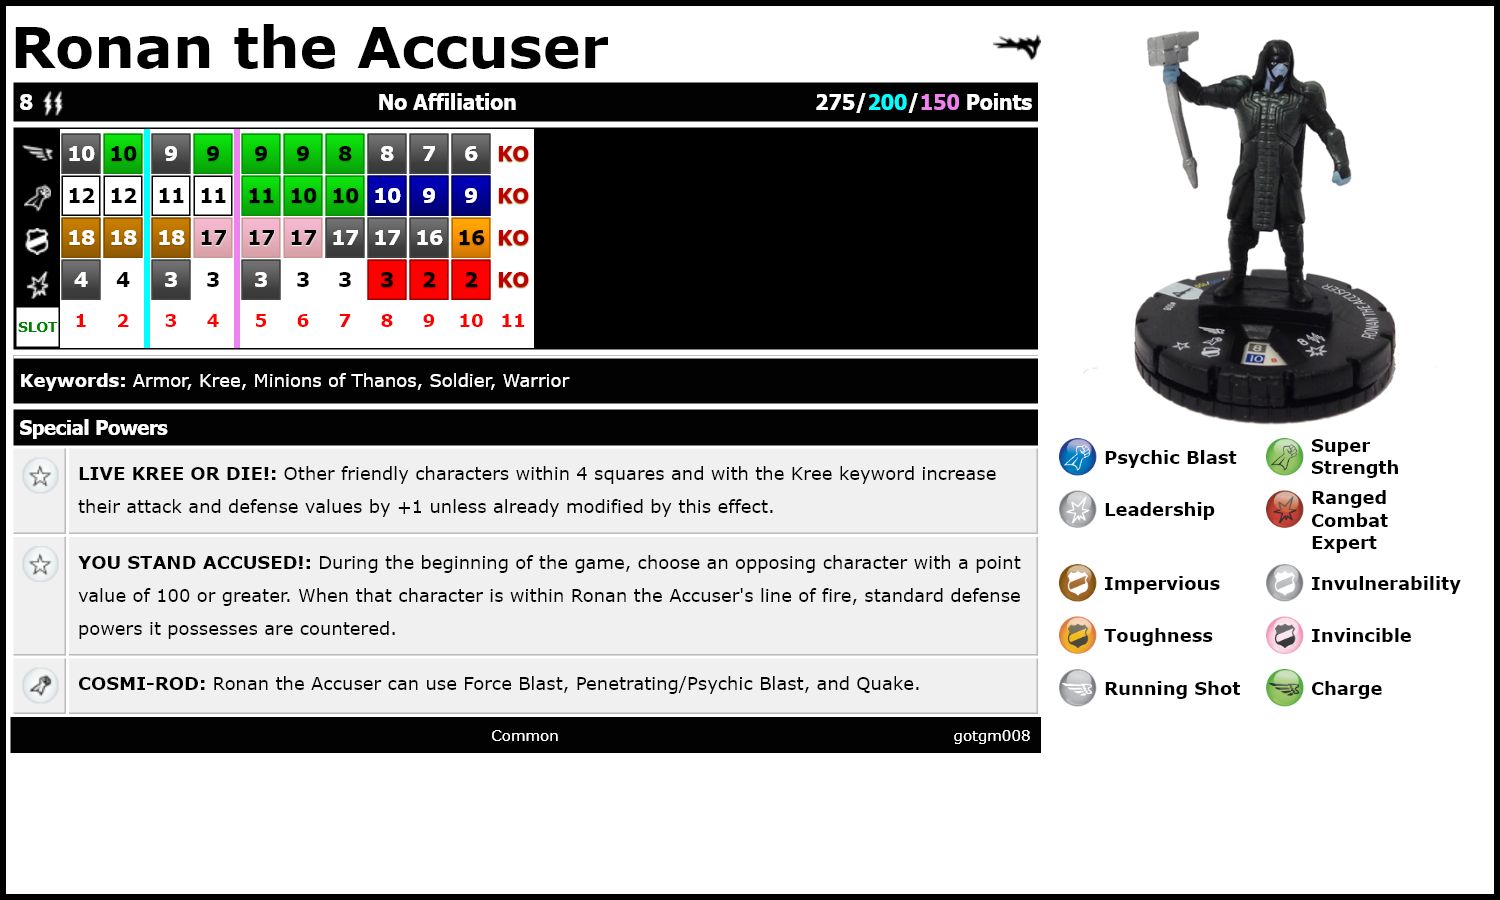 Ronan the Accuser
8 No Affiliation 275/200/150 Points
10 10 9 9 9 9 8 8 7 6 KO
12 12 11 11 11 10 10 10 9 9 KO
18 18 18 17 17 17 17 17 16 16 KO
4 4 3 3 3 3 3 3 2 2 KO
SLOT 1 2 3 4 5 6 7 8 9 10 11
Keywords: Armor, Kree, Minions of Thanos, Soldier, Warrior
Special Powers
LIVE KREE OR DIE!: Other friendly characters within 4 squares and with the Kree keyword increase
their attack and defense values by +1 unless already modified by this effect.
YOU STAND ACCUSED!: During the beginning of the game, choose an opposing character with a point
value of 100 or greater. When that character is within Ronan the Accuser's line of fire, standard defense
powers it possesses are countered.
COSMI-ROD: Ronan the Accuser can use Force Blast, Penetrating/Psychic Blast, and Quake.
Common gotgm008
RONAN THE ACCUSER
008
8
8
10
8
Psychic Blast
Super
Strength
Leadership
Ranged
Combat
Expert
Impervious
Invulnerability
Toughness
Invincible
Running Shot
Charge